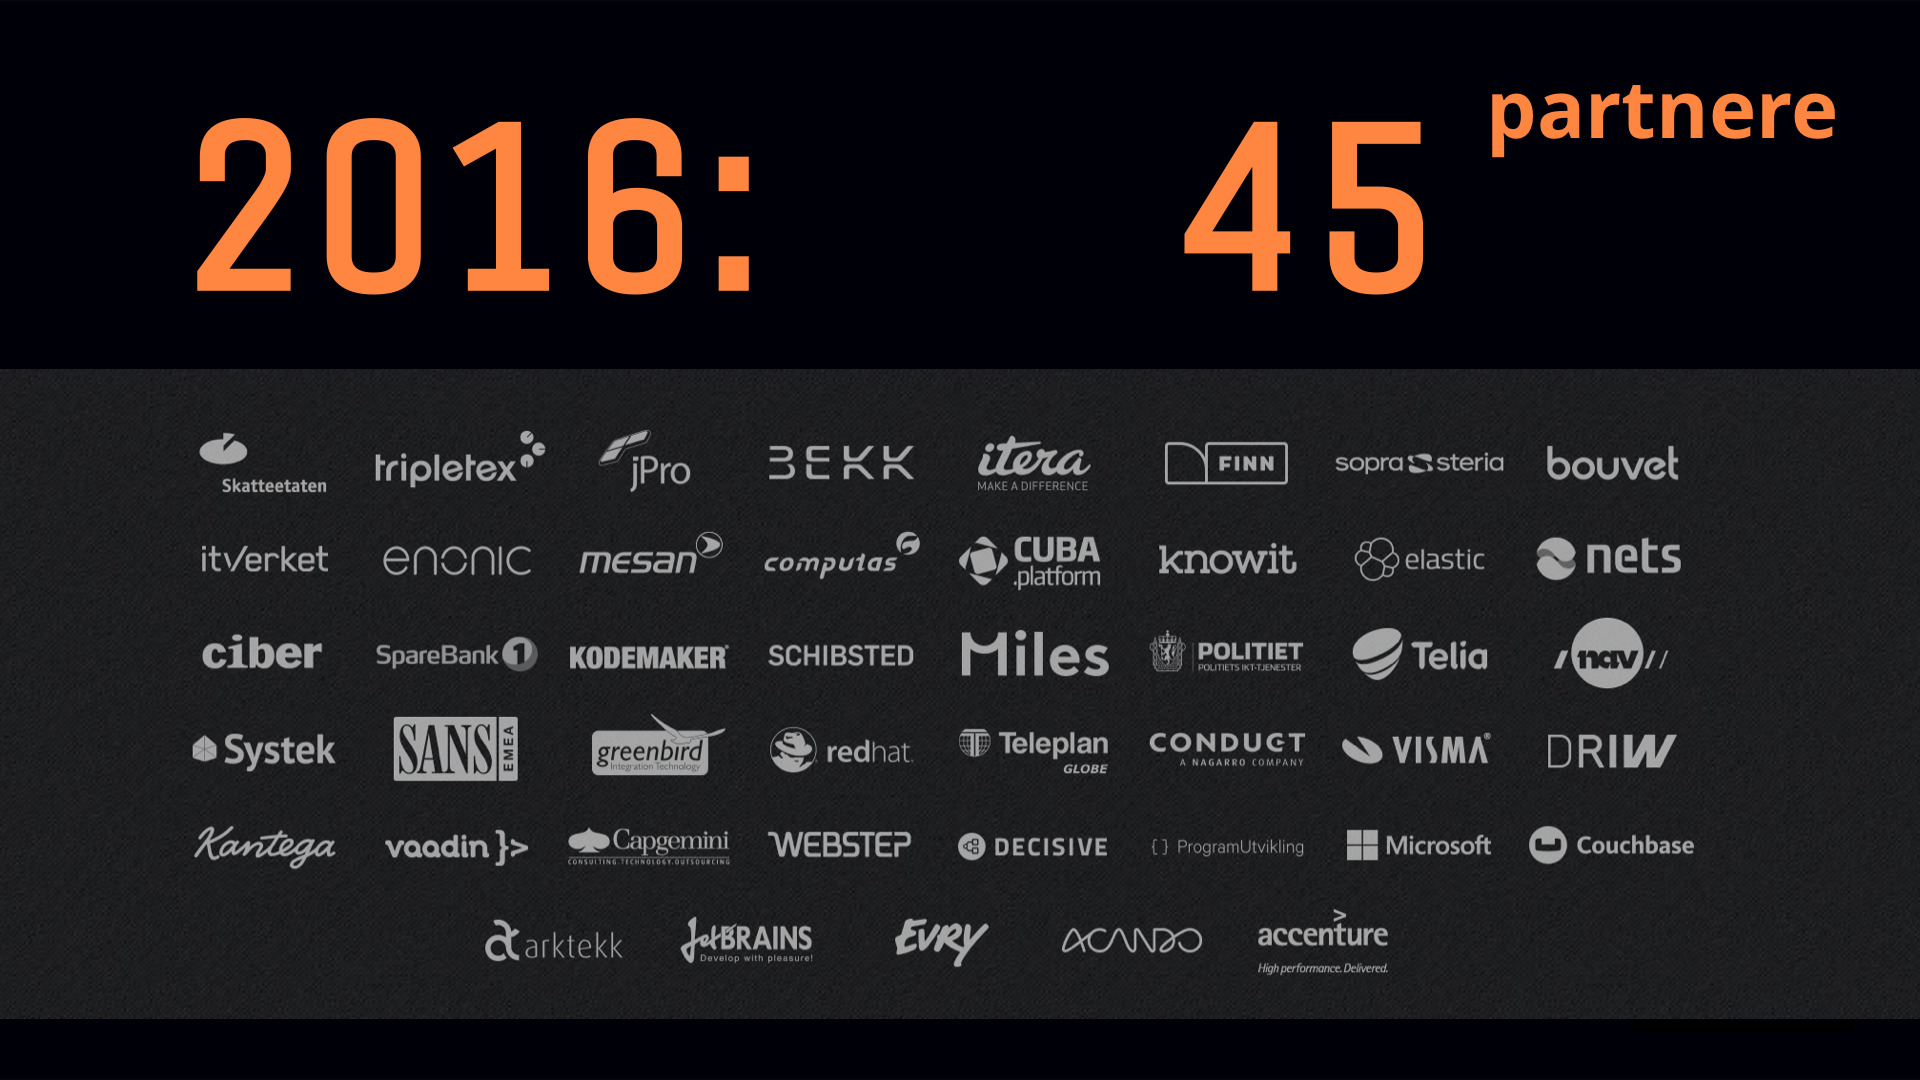 2016: 45 partnere
Skatteetaten tripletex jPro BEKK itera MAKE A DIFFERENCE FINN sopra steria bouvet
itverket enonic mesan computas CUBA .platform knowit elastic nets
ciber SpareBank 1 KODEMAKER® SCHIBSTED Miles POLITIET POLITIETS IKT-TJENESTER Telia nav
Systek SANS EMEA greenbird Integration Technology redhat. Teleplan GLOBE CONDUCT A NAGARRO COMPANY VISMA® DRIW
Kantega vaadin }> Capgemini CONSULTING.TECHNOLOGY.OUTSOURCING WEBSTEP DECISIVE { } ProgramUtvikling Microsoft Couchbase
arktekk JetBRAINS Develop with pleasure! EVRY ACANDO accenture High performance. Delivered.